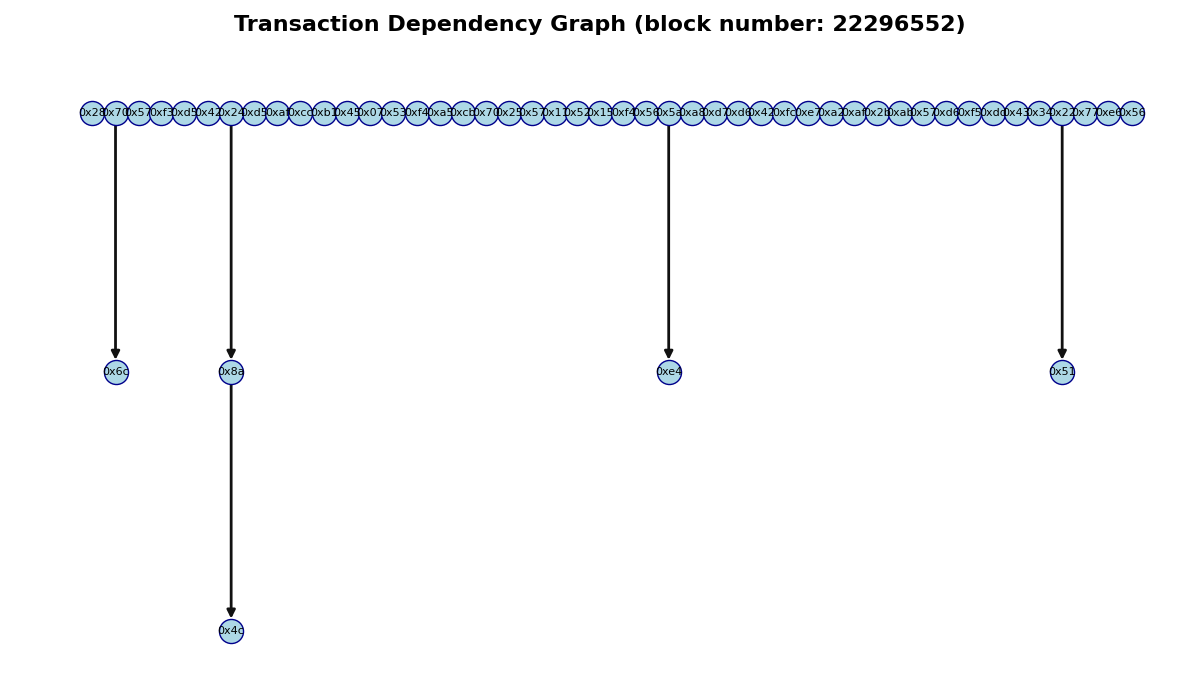 Transaction Dependency Graph (block number: 22296552)
0x28 0x70 0x57 0xf3 0xd5 0x42 0x24 0xd5 0xaf 0xcc 0xb1 0x45 0x07 0x53 0xf4 0xa5 0xcb 0x70 0x25 0x57 0x11 0x52 0x15 0xf4 0x56 0x5a 0xa8 0xd7 0xd6 0x42 0xfc 0xe7 0xa2 0xaf 0x2b 0xab 0x57 0xd6 0xf5 0xdd 0x43 0x34 0x22 0x77 0xe6 0x56
0x6c 0x8a 0xe4 0x51
0x4c